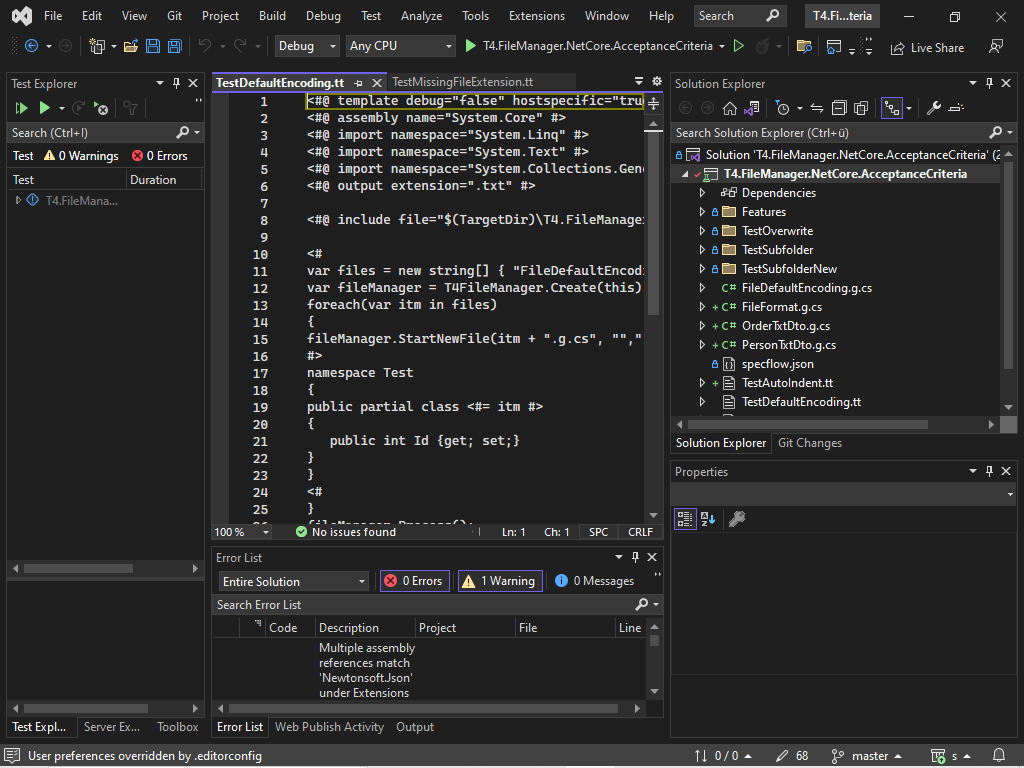 File Edit View Git Project Build Debug Test Analyze Tools Extensions Window Help Search T4.Fi...teria
Debug Any CPU T4.FileManager.NetCore.AcceptanceCriteria Live Share
Test Explorer
Search (Ctrl+I)
Test 0 Warnings 0 Errors
Test Duration
T4.FileMana...
TestDefaultEncoding.tt TestMissingFileExtension.tt
1 <#@ template debug="false" hostspecific="tru
2 <#@ assembly name="System.Core" #>
3 <#@ import namespace="System.Linq" #>
4 <#@ import namespace="System.Text" #>
5 <#@ import namespace="System.Collections.Gene
6 <#@ output extension=".txt" #>
7
8 <#@ include file="$(TargetDir)\T4.FileManager
9
10 <#
11 var files = new string[] { "FileDefaultEncodi
12 var fileManager = T4FileManager.Create(this)
13 foreach(var itm in files)
14 {
15 fileManager.StartNewFile(itm + ".g.cs", "","
16 #>
17 namespace Test
18 {
19 public partial class <#= itm #>
20 {
21 public int Id {get; set;}
22 }
23 }
24 <#
25 }
26 fileManager.Process();
100 % No issues found Ln: 1 Ch: 1 SPC CRLF
Error List
Entire Solution 0 Errors 1 Warning 0 Messages
Search Error List
Code Description Project File Line
Multiple assembly
references match
'Newtonsoft.Json'
under Extensions
Error List Web Publish Activity Output
Test Expl... Server Ex... Toolbox
Solution Explorer
Search Solution Explorer (Ctrl+ü)
Solution 'T4.FileManager.NetCore.AcceptanceCriteria' (2
T4.FileManager.NetCore.AcceptanceCriteria
Dependencies
Features
TestOverwrite
TestSubfolder
TestSubfolderNew
C# FileDefaultEncoding.g.cs
+ C# FileFormat.g.cs
+ C# OrderTxtDto.g.cs
+ C# PersonTxtDto.g.cs
specflow.json
+ TestAutoIndent.tt
TestDefaultEncoding.tt
Solution Explorer Git Changes
Properties
User preferences overridden by .editorconfig 0 / 0 68 master s